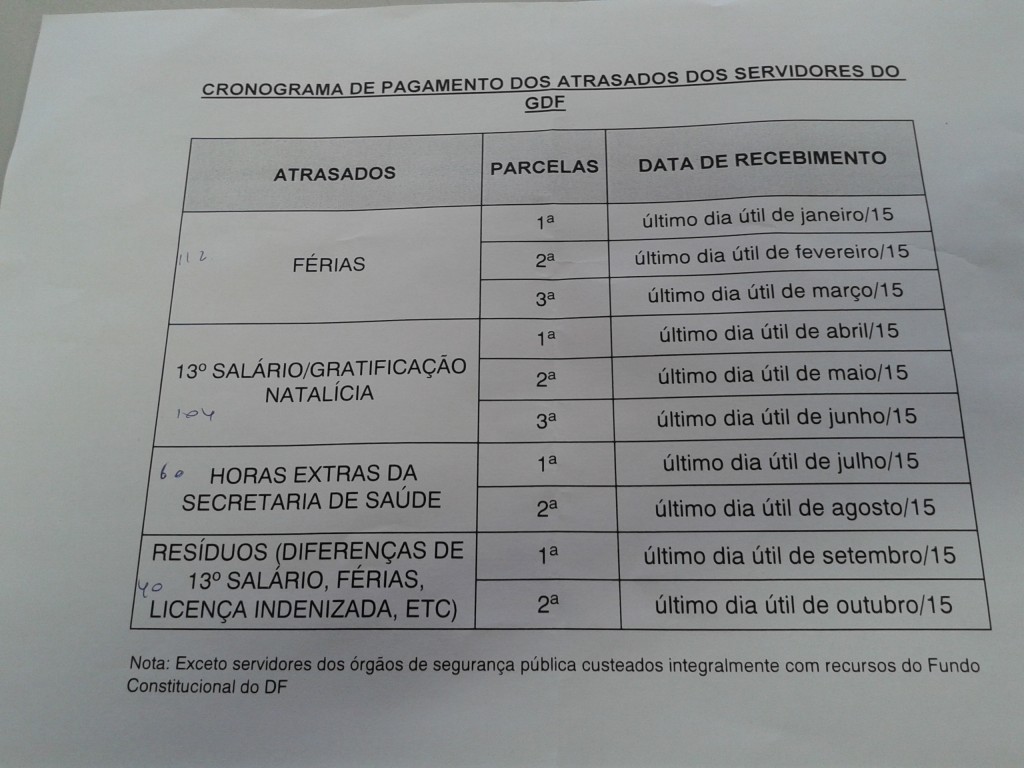 CRONOGRAMA DE PAGAMENTO DOS ATRASADOS DOS SERVIDORES DO
GDF
ATRASADOS PARCELAS DATA DE RECEBIMENTO
112 FÉRIAS
1ª último dia útil de janeiro/15
2ª último dia útil de fevereiro/15
3ª último dia útil de março/15
13º SALÁRIO/GRATIFICAÇÃO
NATALÍCIA
104
1ª último dia útil de abril/15
2ª último dia útil de maio/15
3ª último dia útil de junho/15
60 HORAS EXTRAS DA
SECRETARIA DE SAÚDE
1ª último dia útil de julho/15
2ª último dia útil de agosto/15
RESÍDUOS (DIFERENÇAS DE
40 13º SALÁRIO, FÉRIAS,
LICENÇA INDENIZADA, ETC)
1ª último dia útil de setembro/15
2ª último dia útil de outubro/15
Nota: Exceto servidores dos órgãos de segurança pública custeados integralmente com recursos do Fundo
Constitucional do DF